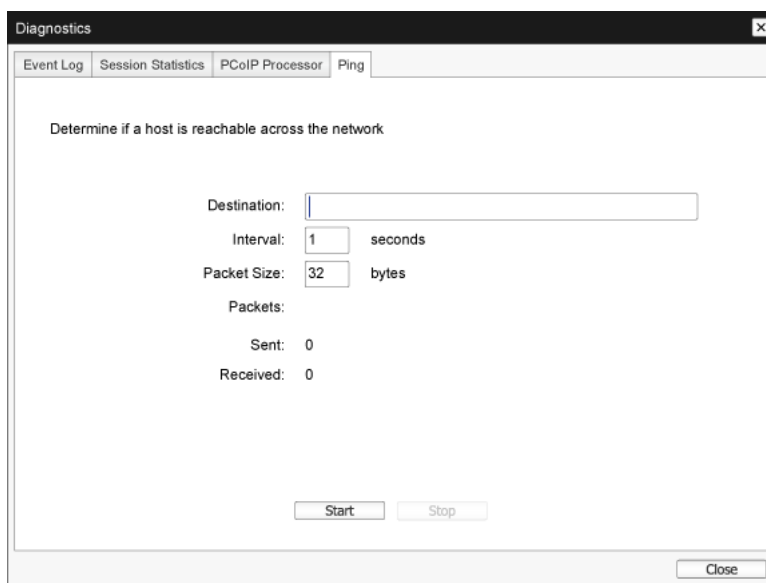 Diagnostics
Event Log Session Statistics PCoIP Processor Ping
Determine if a host is reachable across the network
Destination:
Interval: 1 seconds
Packet Size: 32 bytes
Packets:
Sent: 0
Received: 0
Start Stop
Close